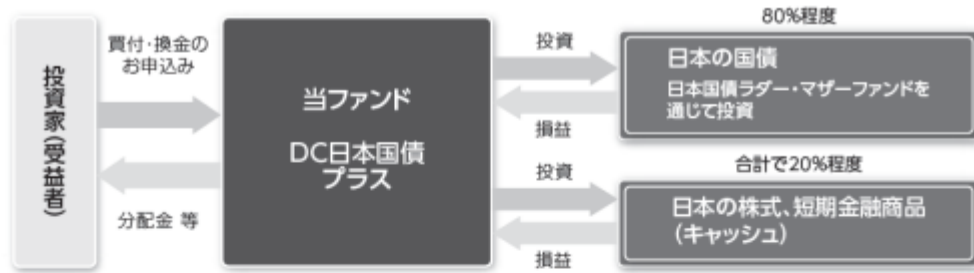 投資家(受益者)
買付・換金の
お申込み
分配金 等
当ファンド
DC日本国債
プラス
投資
損益
投資
損益
80%程度
日本の国債
日本国債ラダー・マザーファンドを
通じて投資
合計で20%程度
日本の株式、短期金融商品
(キャッシュ)